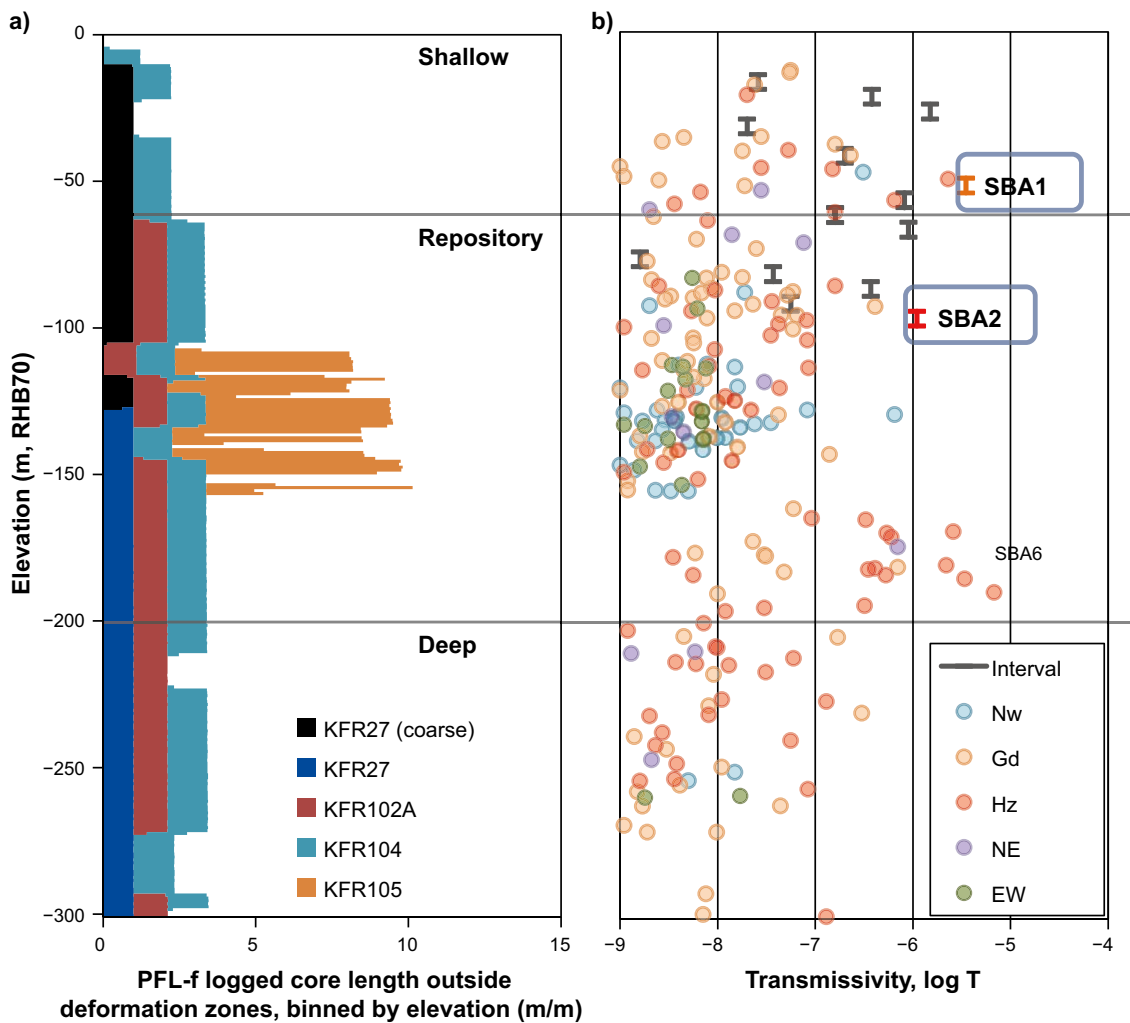 a)
Elevation (m, RHB70)
0
−50
−100
−150
−200
−250
−300
Shallow
Repository
Deep
KFR27 (coarse)
KFR27
KFR102A
KFR104
KFR105
0
5
10
15
PFL-f logged core length outside
deformation zones, binned by elevation (m/m)
b)
SBA1
SBA2
SBA6
Interval
Nw
Gd
Hz
NE
EW
−9
−8
−7
−6
−5
−4
Transmissivity, log T